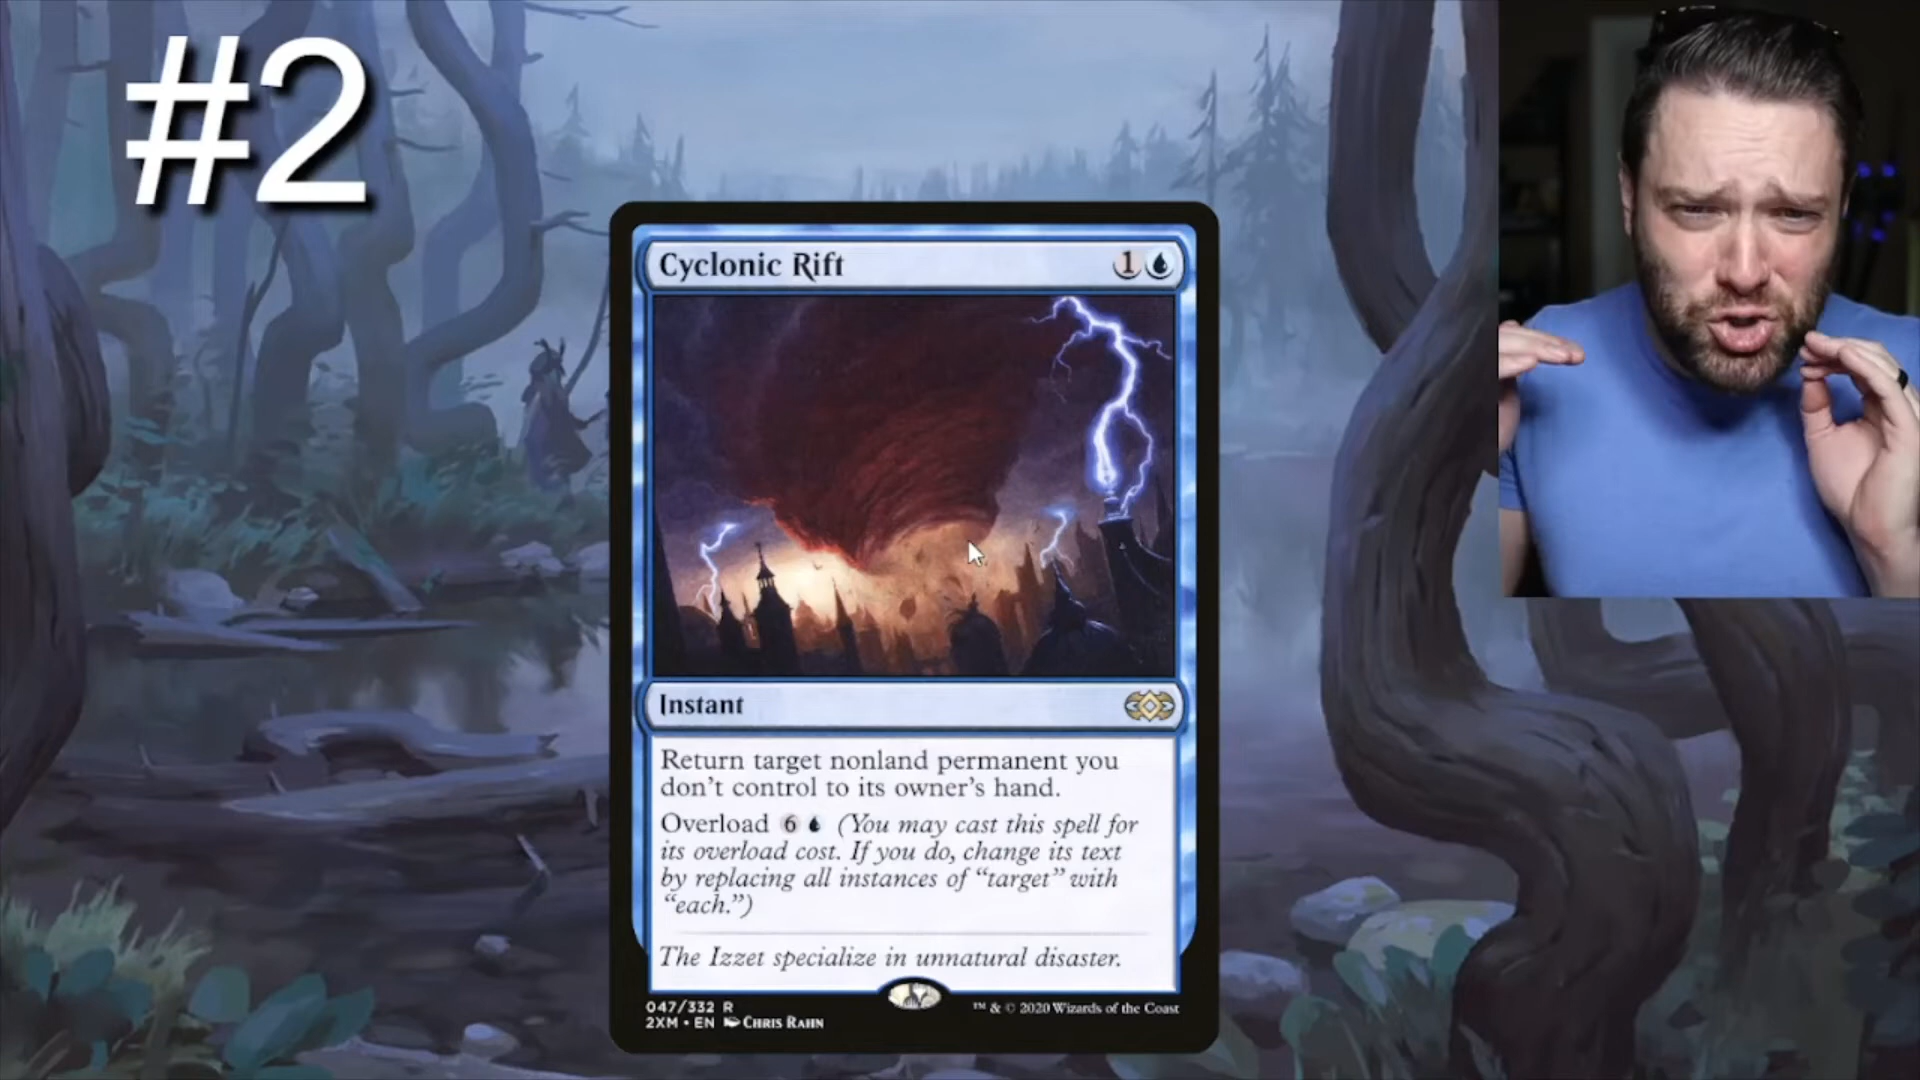 #2
Cyclonic Rift 1
Instant
Return target nonland permanent you
don't control to its owner's hand.
Overload 6 (You may cast this spell for
its overload cost. If you do, change its text
by replacing all instances of “target” with
“each.”)
The Izzet specialize in unnatural disaster.
047/332 R
2XM • EN Chris Rahn
™ & © 2020 Wizards of the Coast